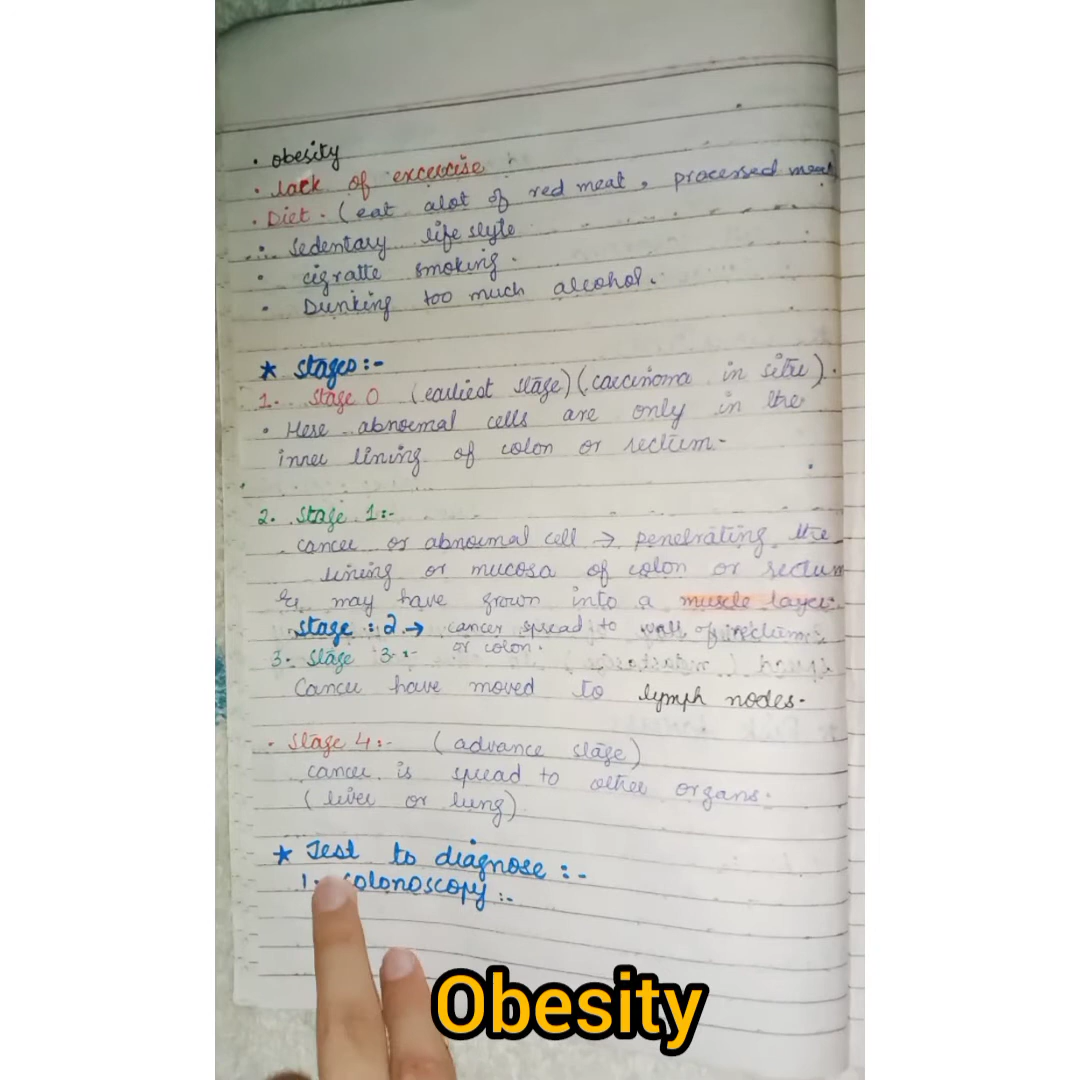 • obesity
• lack of excercise
• Diet. (eat alot of red meat, processed meat
• Sedentary life style
• cigratte smoking.
• Drinking too much alcohol.
★ Stages:-
1. Stage 0 (earliest stage) (carcinoma in situ).
• Here abnormal cells are only in the
inner lining of colon or rectum.
2. Stage 1:-
cancer or abnormal cell → penetrating the
lining or mucosa of colon or rectum
& may have grown into a muscle layer.
Stage : 2 → cancer spread to wall of rectum
or colon.
3. Stage 3:-
Cancer have moved to lymph nodes.
• Stage 4:- (advance stage)
cancer is spread to other organs.
(liver or lung)
★ Test to diagnose:-
1. colonoscopy:-
Obesity